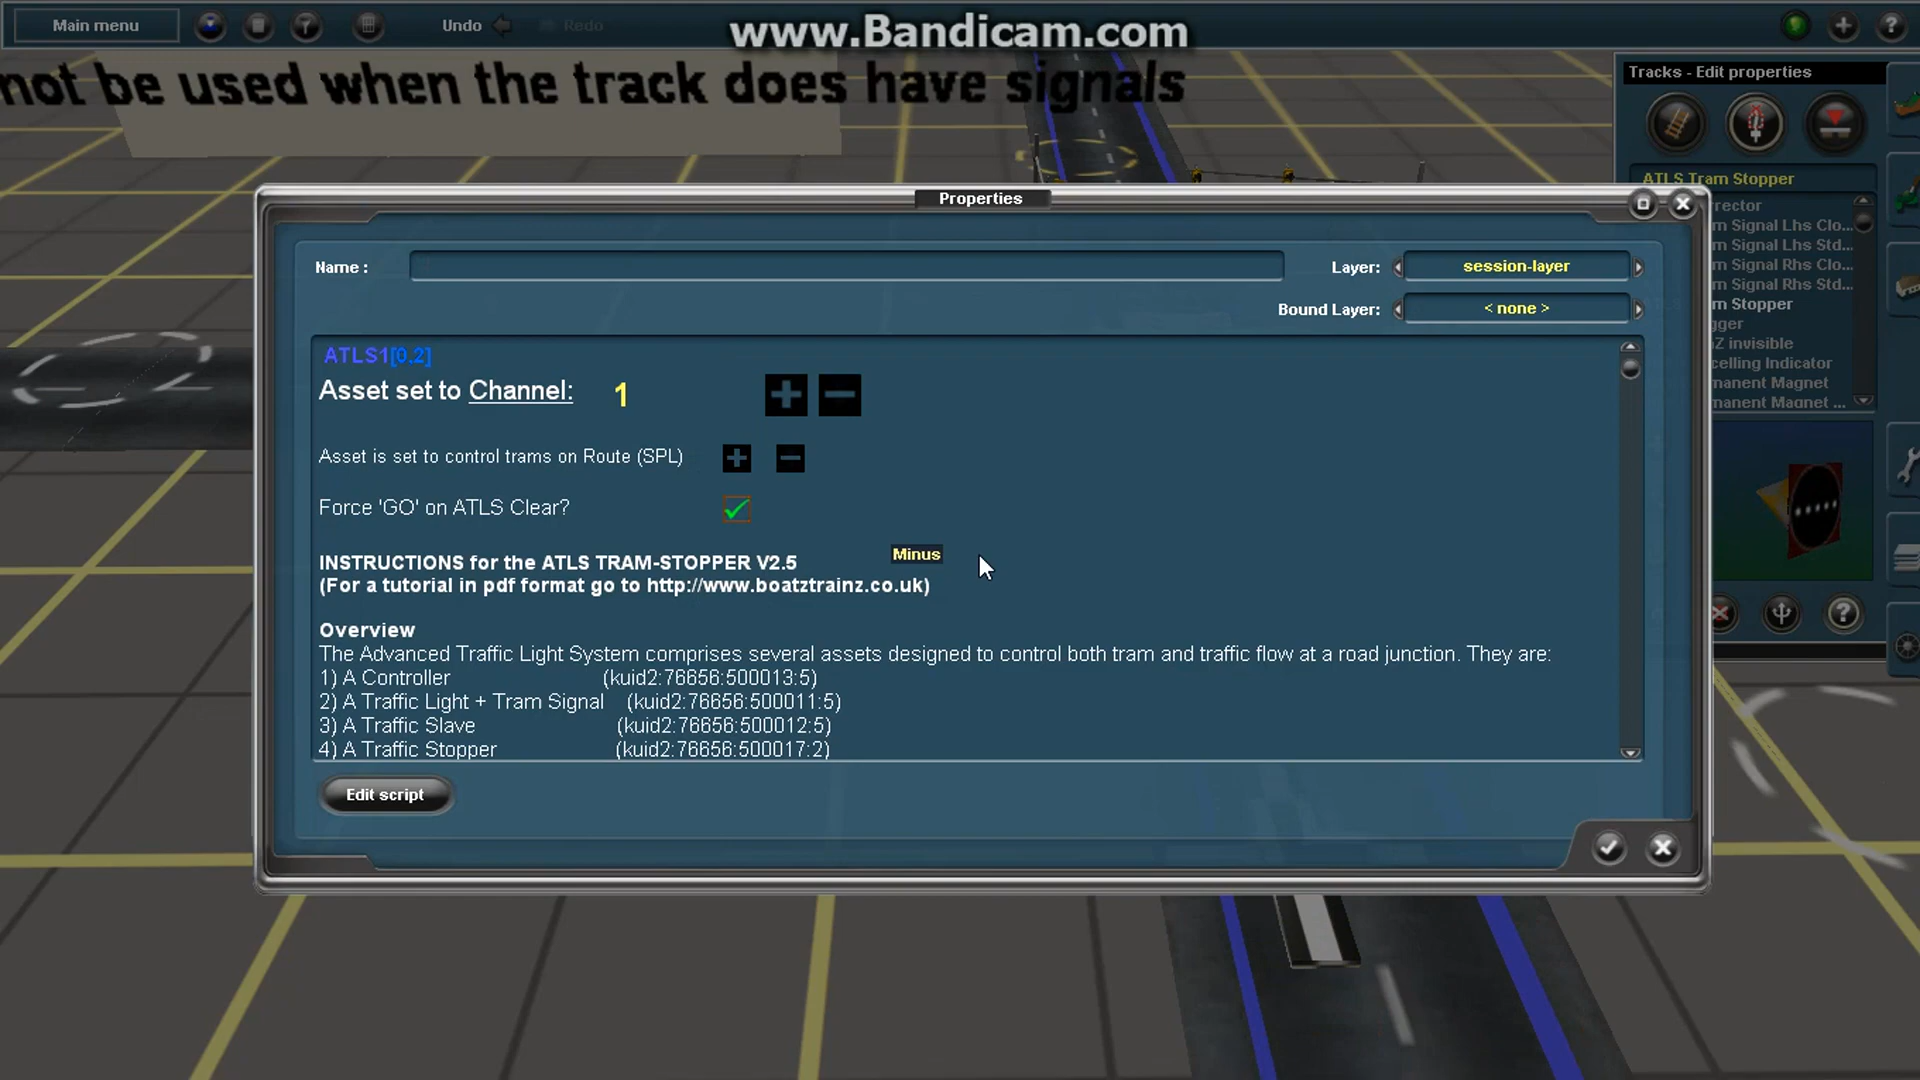 Main menu
Undo
Redo
www.Bandicam.com
not be used when the track does have signals
Tracks - Edit properties
ATLS Tram Stopper
rector
m Signal Lhs Clo...
m Signal Lhs Std...
m Signal Rhs Clo...
m Signal Rhs Std...
m Stopper
gger
Z invisible
celling Indicator
manent Magnet
manent Magnet ...
Properties
Name :
Layer:
session-layer
Bound Layer:
< none >
ATLS1[0.2]
Asset set to Channel: 1
Asset is set to control trams on Route (SPL)
Force 'GO' on ATLS Clear?
Minus
INSTRUCTIONS for the ATLS TRAM-STOPPER V2.5
(For a tutorial in pdf format go to http://www.boatztrainz.co.uk)
Overview
The Advanced Traffic Light System comprises several assets designed to control both tram and traffic flow at a road junction. They are:
1) A Controller (kuid2:76656:500013:5)
2) A Traffic Light + Tram Signal (kuid2:76656:500011:5)
3) A Traffic Slave (kuid2:76656:500012:5)
4) A Traffic Stopper (kuid2:76656:500017:2)
Edit script